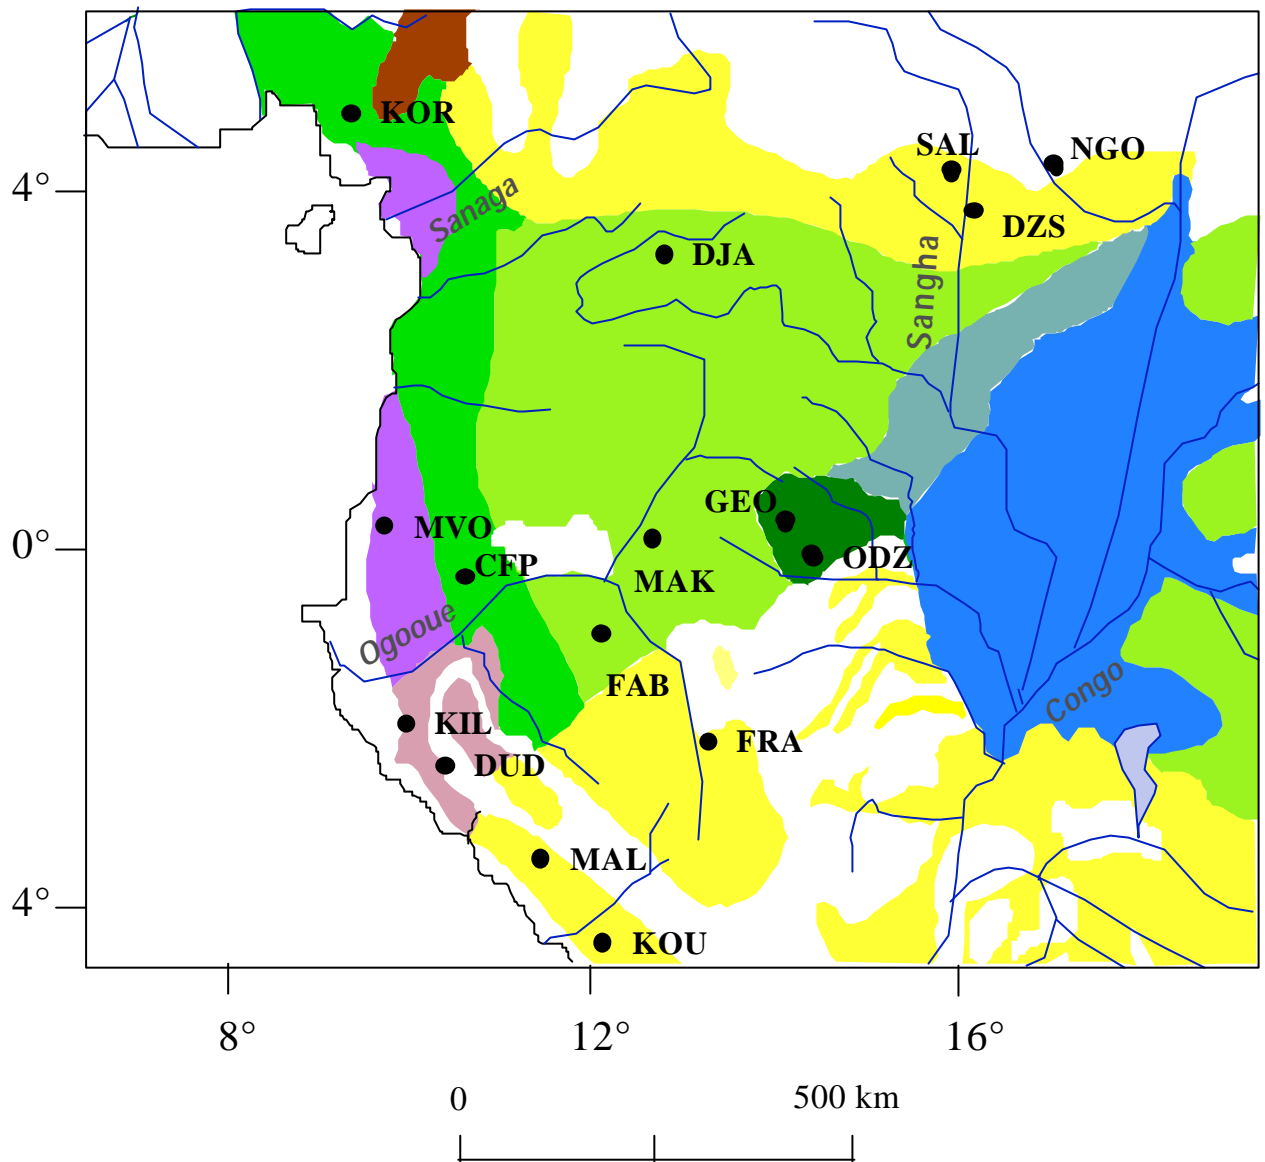 KOR
SAL
NGO
4°
Sanaga
DZS
DJA
Sangha
GEO
MVO
0°
CFP
ODZ
MAK
Ogooue
FAB
Congo
KIL
FRA
DUD
MAL
4°
KOU
8°
12°
16°
0
500 km